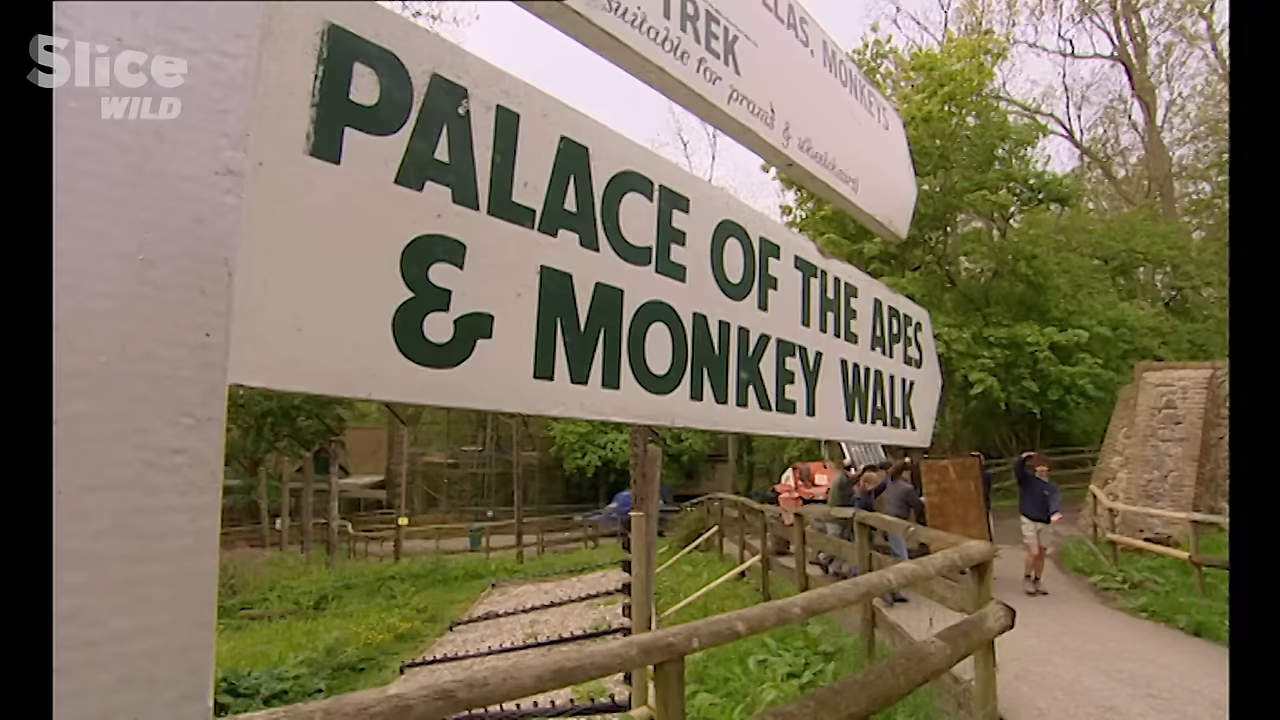 Slice
WILD
LAS, MONKEYS
TREK
suitable for prams & wheelchairs
PALACE OF THE APES
& MONKEY WALK